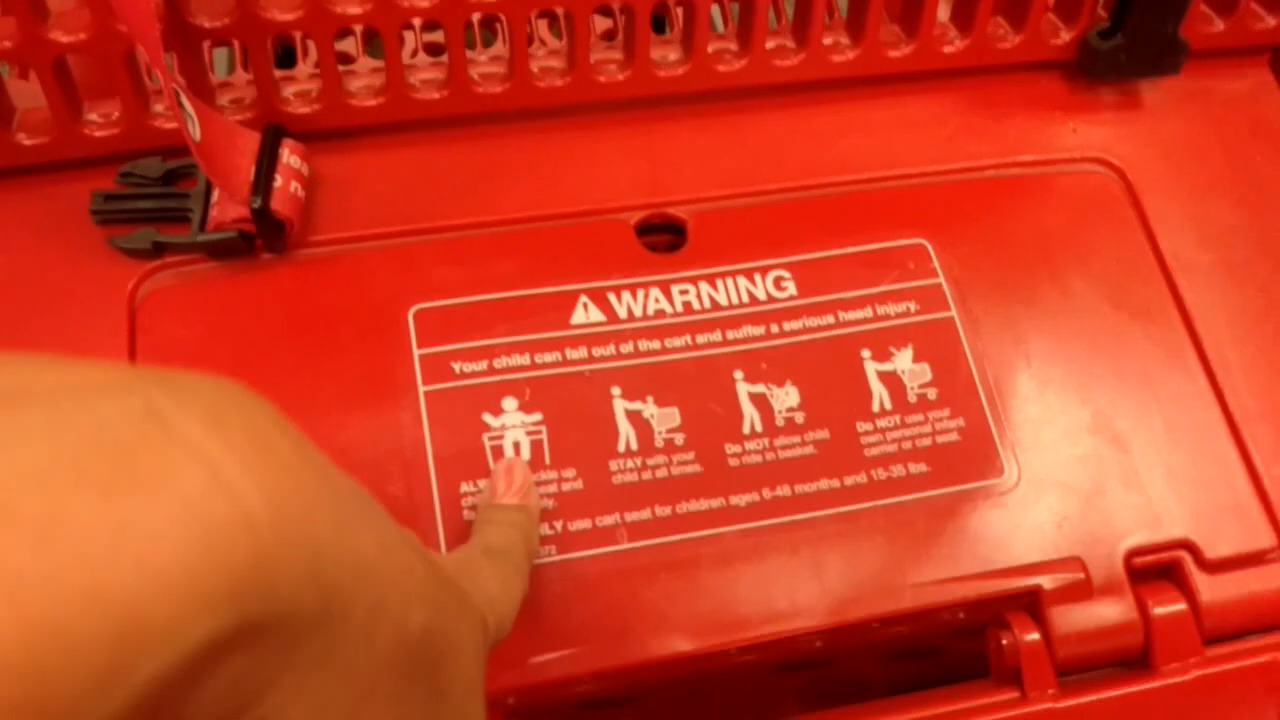 WARNING
Your child can fall out of the cart and suffer a serious head injury.
up
and
STAY with your
child at all times.
Do NOT allow child
to ride in basket.
Do NOT use your
own personal infant
carrier or car seat.
use cart seat for children ages 6-48 months and 15-35 lbs.